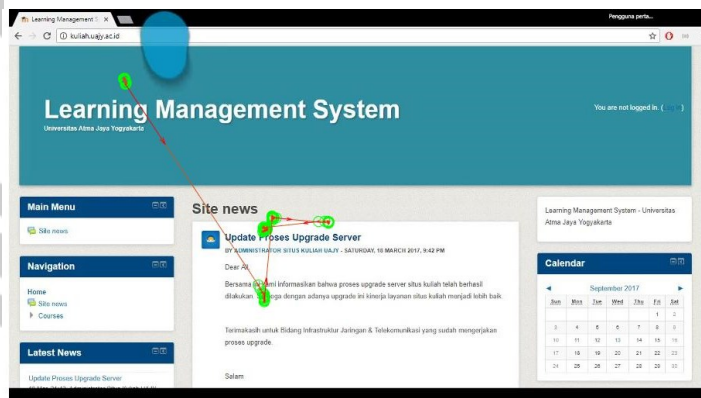 Learning Management S
Pengguna perta...
kuliah.uajy.ac.id
Learning Management System
Universitas Atma Jaya Yogyakarta
You are not logged in. (Log in)
Main Menu
Site news
Navigation
Home
Site news
Courses
Latest News
Update Proses Upgrade Server
Site news
Update Proses Upgrade Server
BY ADMINISTRATOR SITUS KULIAH UAJY - SATURDAY, 18 MARCH 2017, 9:42 PM
Dear All,
Bersama ini kami informasikan bahwa proses upgrade server situs kuliah telah berhasil
dilakukan. Semoga dengan adanya upgrade ini kinerja layanan situs kuliah menjadi lebih baik
Terimakasih untuk Bidang Infrastruktur Jaringan & Telekomunikasi yang sudah mengerjakan
proses upgrade.
Salam
Learning Management System - Universitas
Atma Jaya Yogyakarta
Calendar
September 2017
Sun Mon Tue Wed Thu Fri Sat
1 2
3 4 5 6 7 8 9
10 11 12 13 14 15 16
17 18 19 20 21 22 23
24 25 26 27 28 29 30